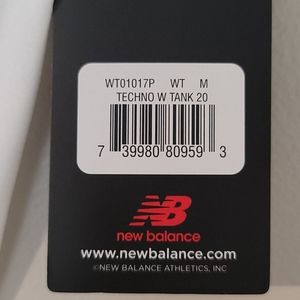 WT01017P WT M
TECHNO W TANK 20
7 39980 80959 3
NB
new balance
www.newbalance.com
©NEW BALANCE ATHLETICS, INC